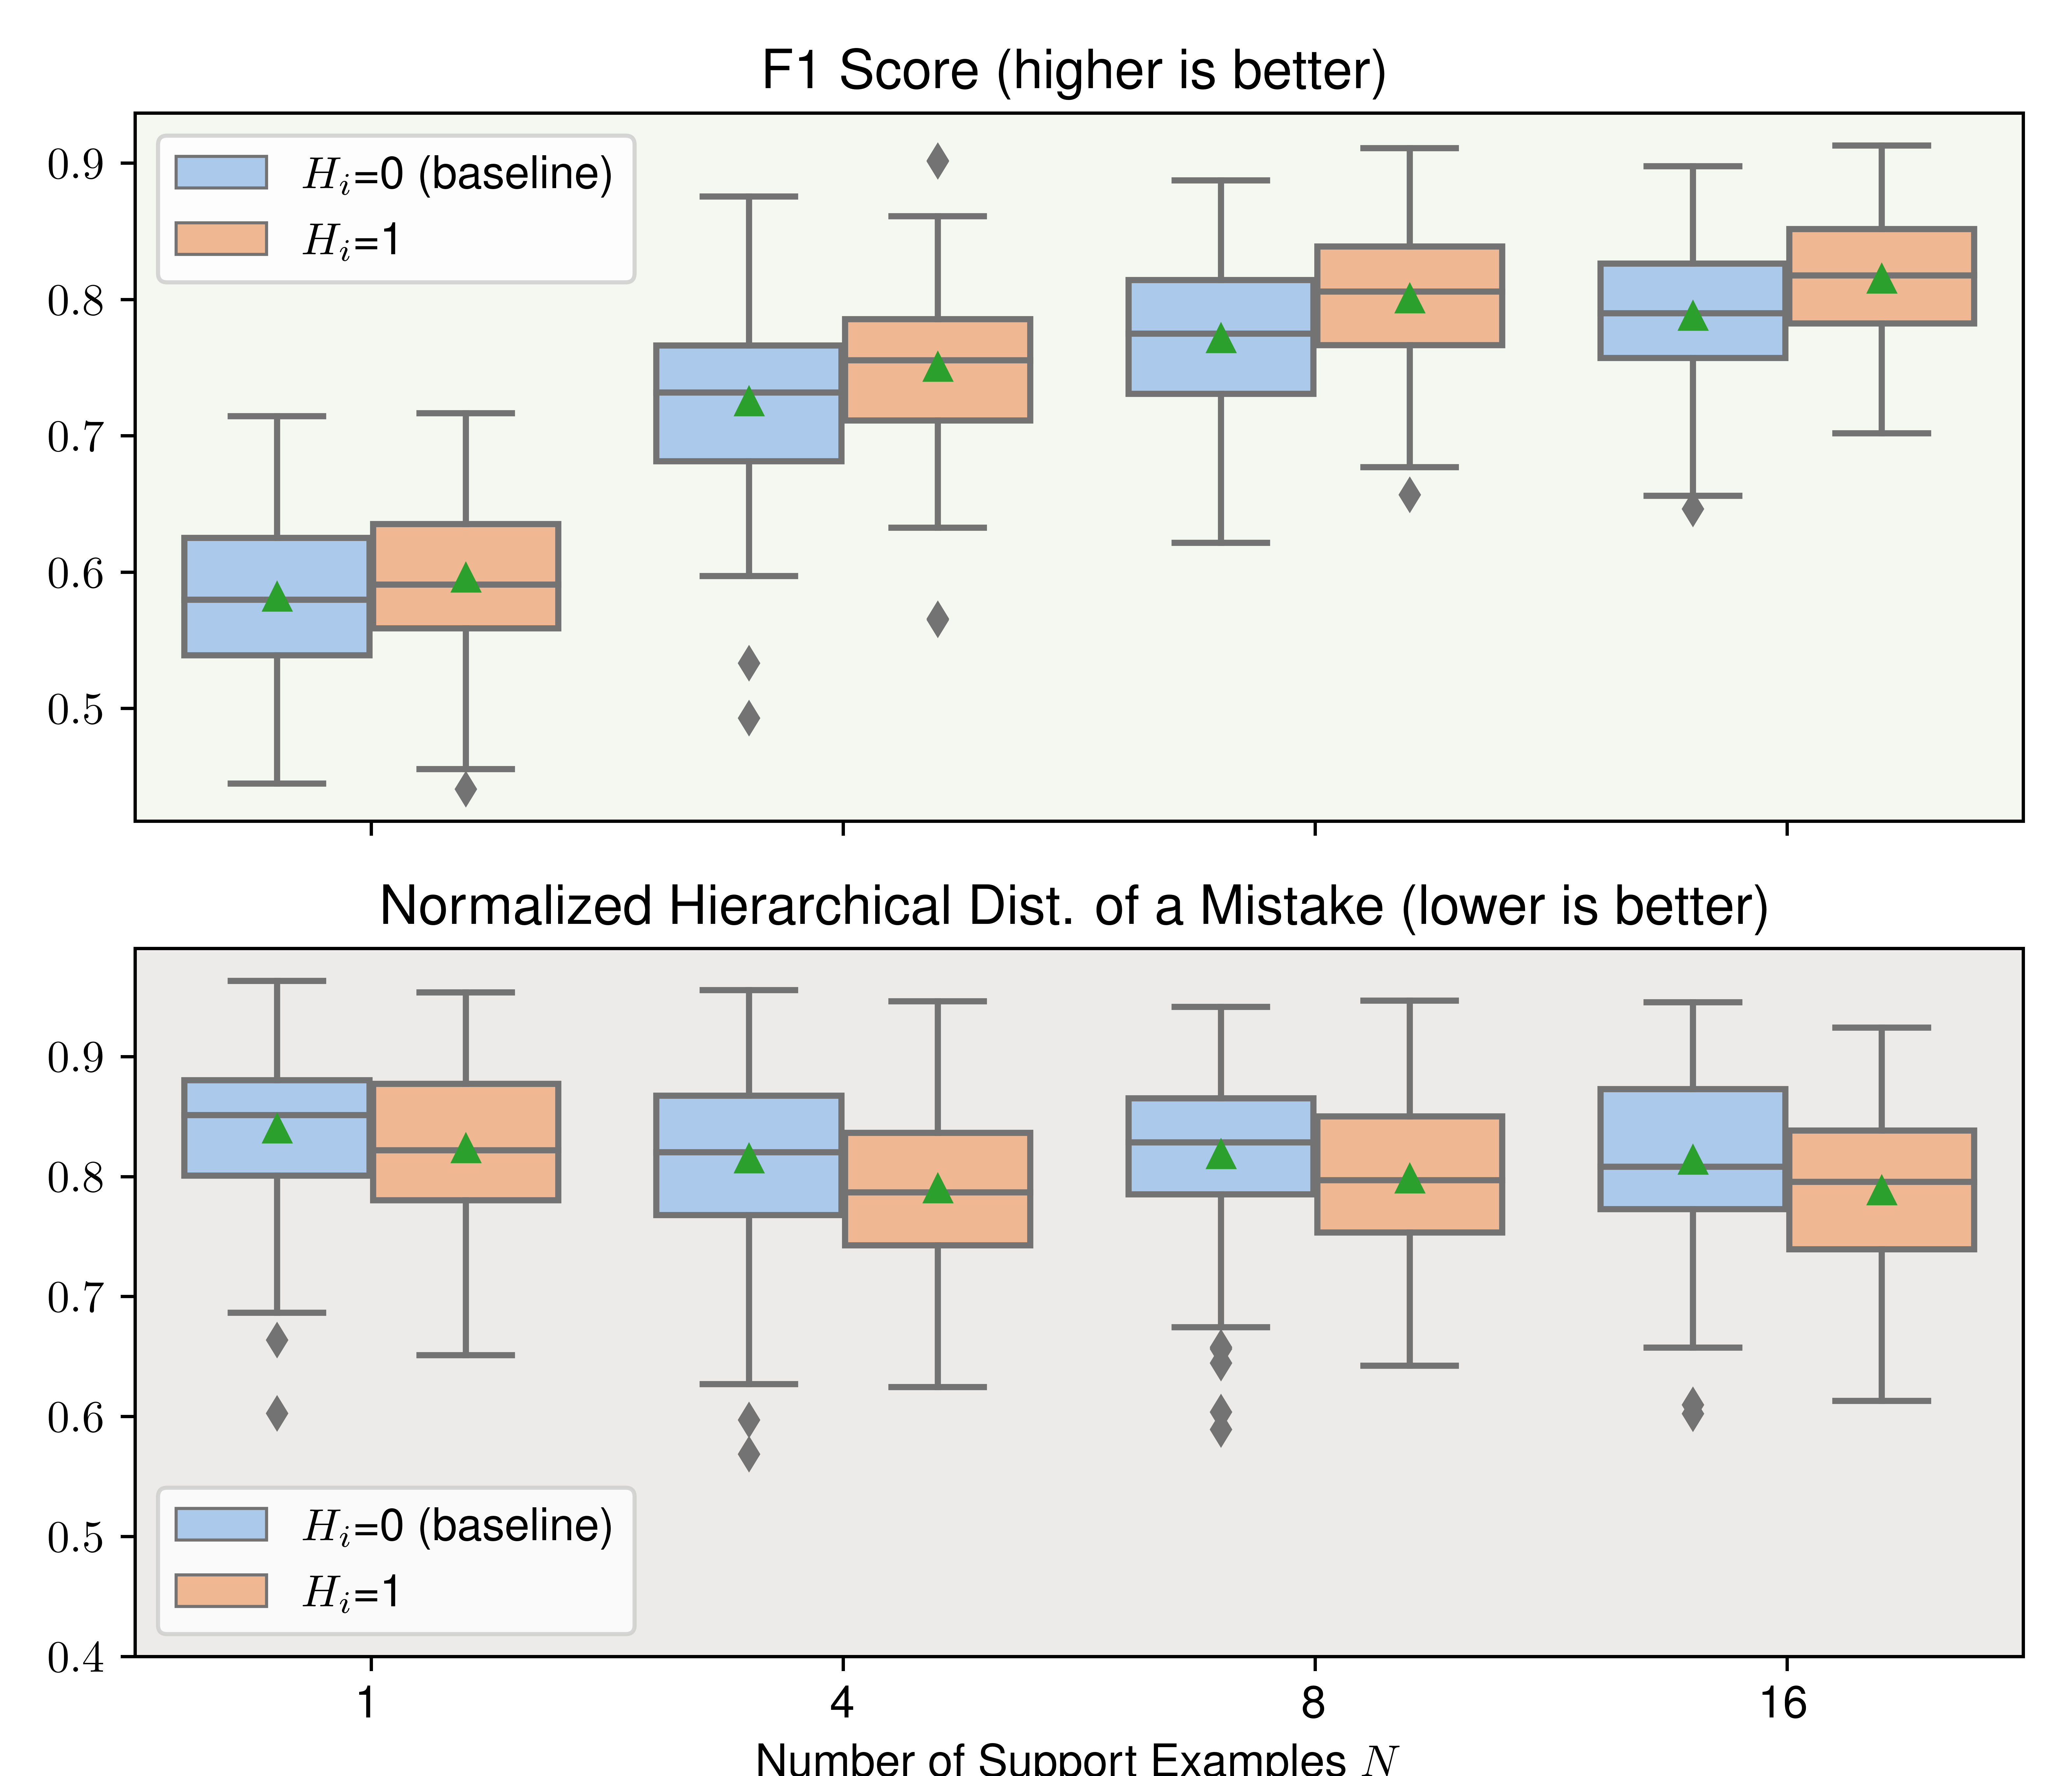 F1 Score (higher is better)
0.9
0.8
0.7
0.6
0.5
H_i=0 (baseline)
H_i=1
Normalized Hierarchical Dist. of a Mistake (lower is better)
0.9
0.8
0.7
0.6
0.5
0.4
H_i=0 (baseline)
H_i=1
1 4 8 16
Number of Support Examples N